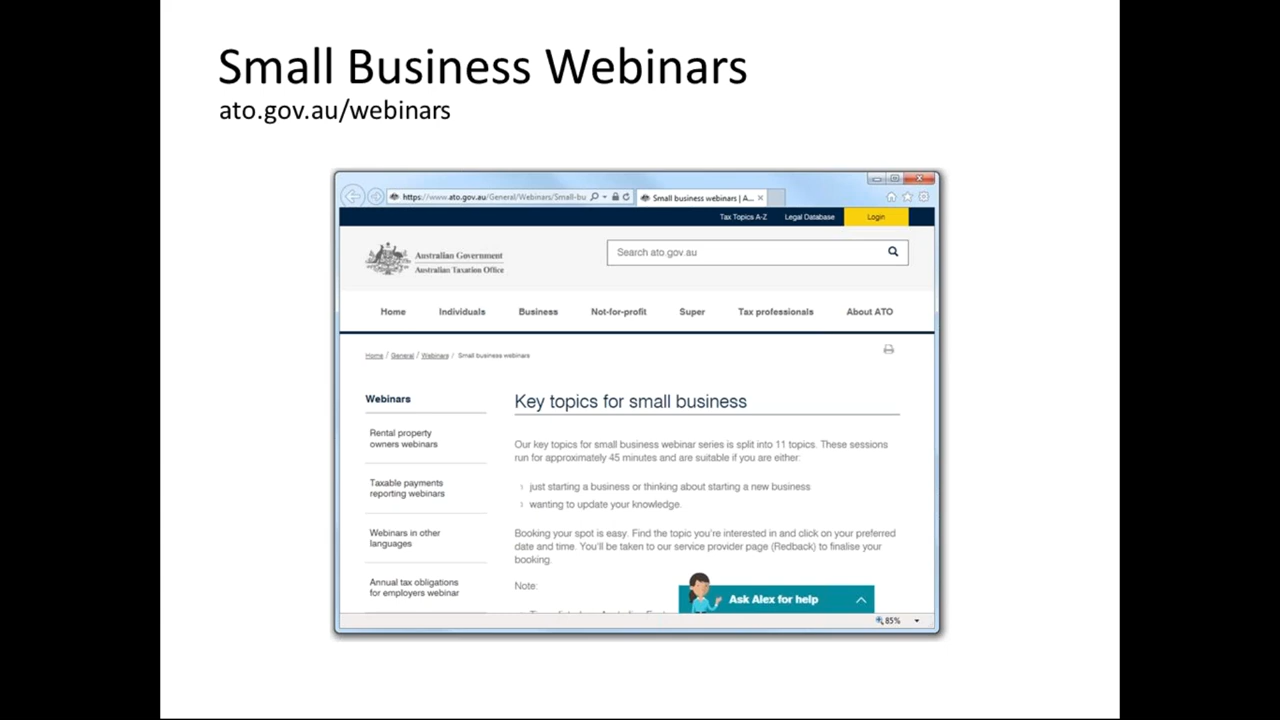 Small Business Webinars
ato.gov.au/webinars
https://www.ato.gov.au/General/Webinars/Small-bu
Small business webinars | A...
Tax Topics A-Z Legal Database Login
Australian Government
Australian Taxation Office
Search ato.gov.au
Home Individuals Business Not-for-profit Super Tax professionals About ATO
Home / General / Webinars / Small business webinars
Webinars
Rental property
owners webinars
Taxable payments
reporting webinars
Webinars in other
languages
Annual tax obligations
for employers webinar
Key topics for small business
Our key topics for small business webinar series is split into 11 topics. These sessions
run for approximately 45 minutes and are suitable if you are either:
› just starting a business or thinking about starting a new business
› wanting to update your knowledge.
Booking your spot is easy. Find the topic you're interested in and click on your preferred
date and time. You'll be taken to our service provider page (Redback) to finalise your
booking.
Note:
Ask Alex for help
85%